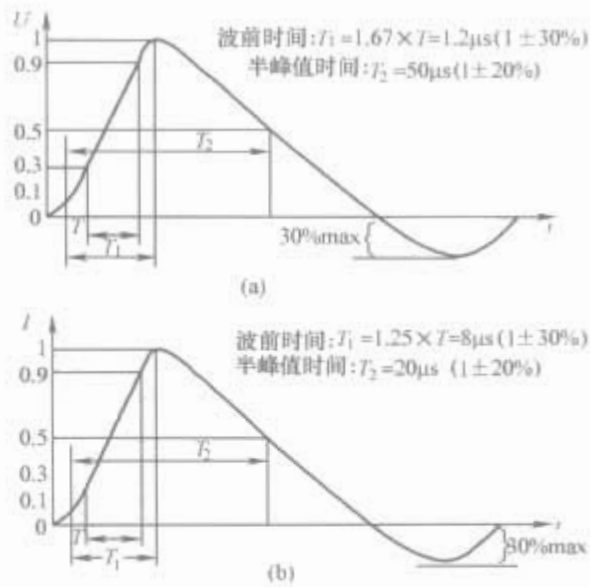 U
波前时间:T₁=1.67×T=1.2μs(1±30%)
半峰值时间:T₂=50μs(1±20%)
1
0.9
0.5
T₂
0.3
0.1
0
T
T₁
30%max
t
(a)
I
波前时间:T₁=1.25×T=8μs(1±30%)
半峰值时间:T₂=20μs (1±20%)
1
0.9
0.5
T₂
0.3
0.1
0
T
T₁
30%max
t
(b)